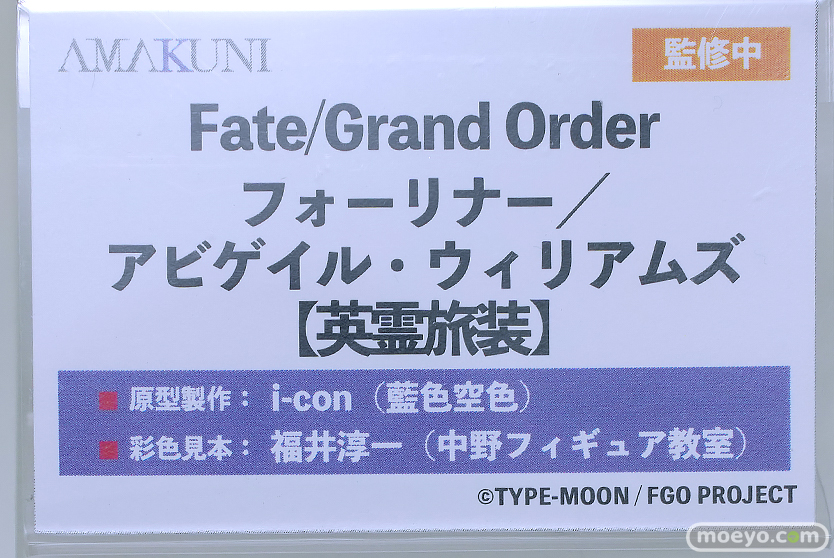 AMAKUNI
監修中
Fate/Grand Order
フォーリナー／
アビゲイル・ウィリアムズ
【英霊旅装】
■ 原型製作： i-con（藍色空色）
■ 彩色見本： 福井淳一（中野フィギュア教室）
©TYPE-MOON / FGO PROJECT
moeyo.com